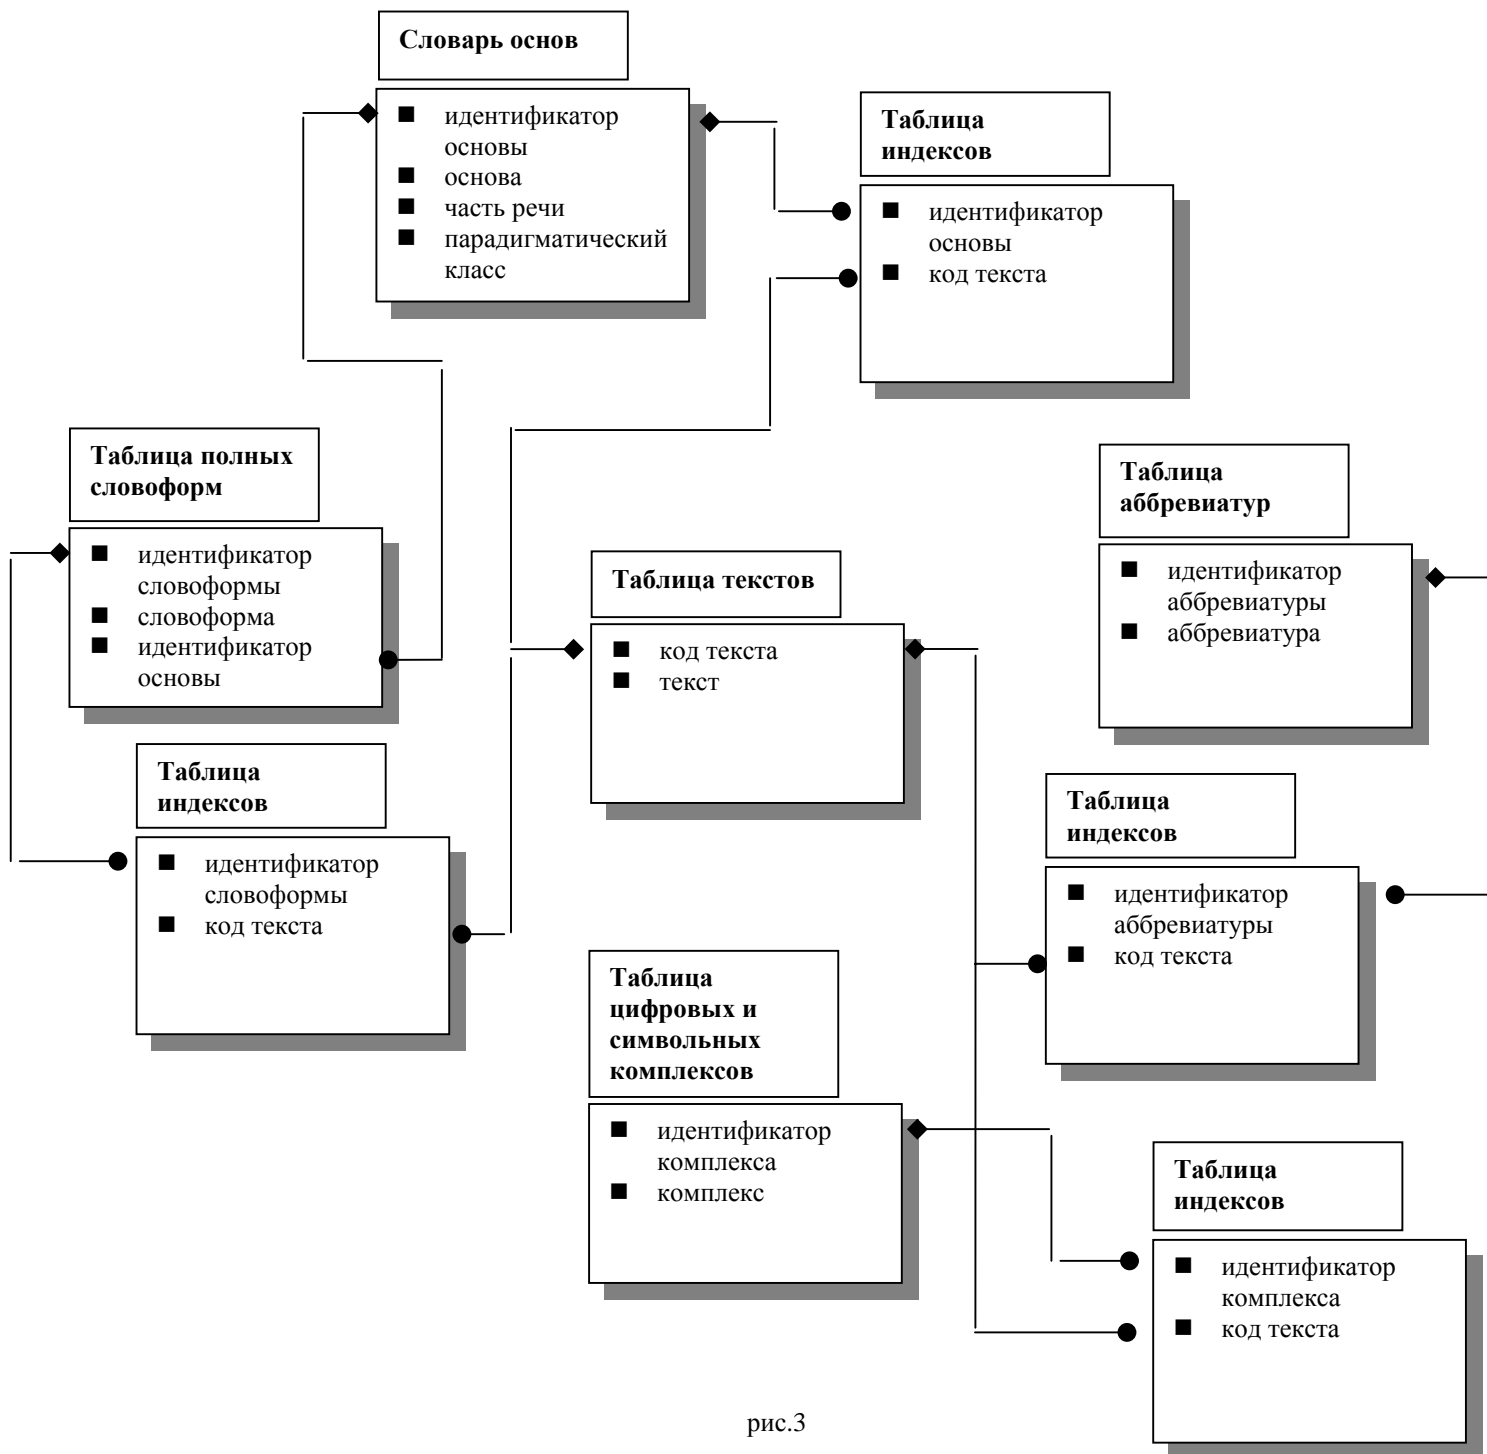 Словарь основ
идентификатор
основы
основа
часть речи
парадигматический
класс
Таблица
индексов
идентификатор
основы
код текста
Таблица полных
словоформ
идентификатор
словоформы
словоформа
идентификатор
основы
Таблица текстов
код текста
текст
Таблица
аббревиатур
идентификатор
аббревиатуры
аббревиатура
Таблица
индексов
идентификатор
словоформы
код текста
Таблица
индексов
идентификатор
аббревиатуры
код текста
Таблица
цифровых и
символьных
комплексов
идентификатор
комплекса
комплекс
Таблица
индексов
идентификатор
комплекса
код текста
рис.3